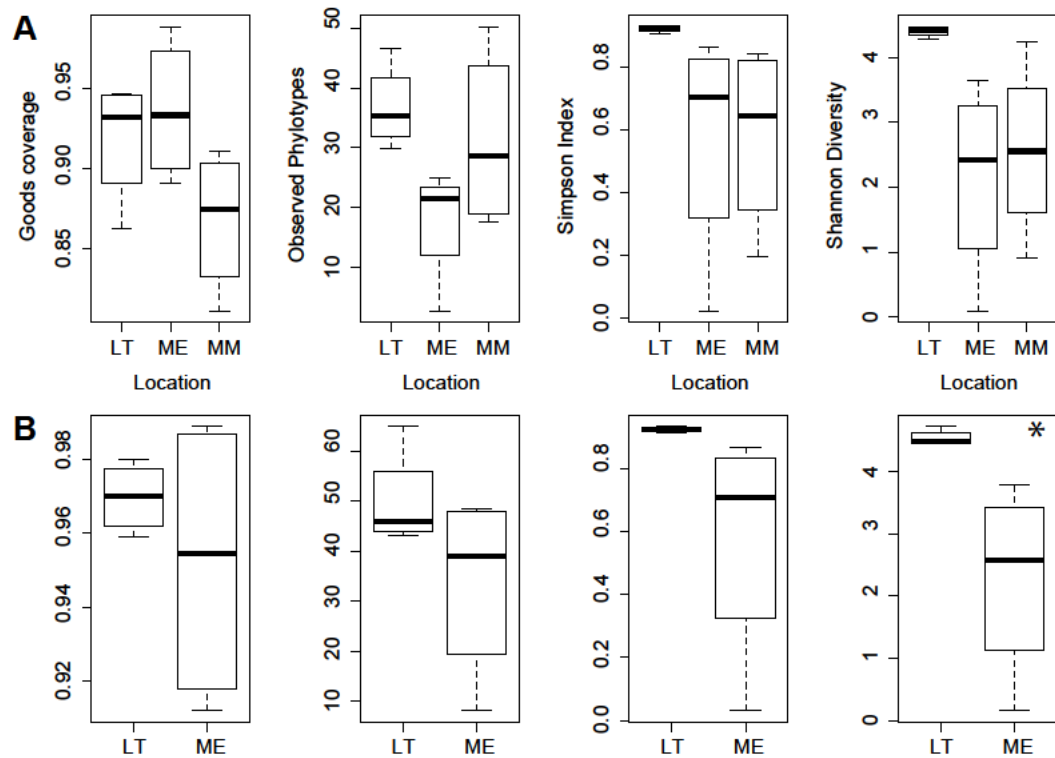 A
Goods coverage
0.95
0.90
0.85
LT ME MM
Location
Observed Phylotypes
50
40
30
20
10
LT ME MM
Location
Simpson Index
0.8
0.6
0.4
0.2
0.0
LT ME MM
Location
Shannon Diversity
4
3
2
1
0
LT ME MM
Location
B
0.98
0.96
0.94
0.92
LT ME
60
50
40
30
20
10
LT ME
0.8
0.6
0.4
0.2
0.0
LT ME
*
4
3
2
1
0
LT ME